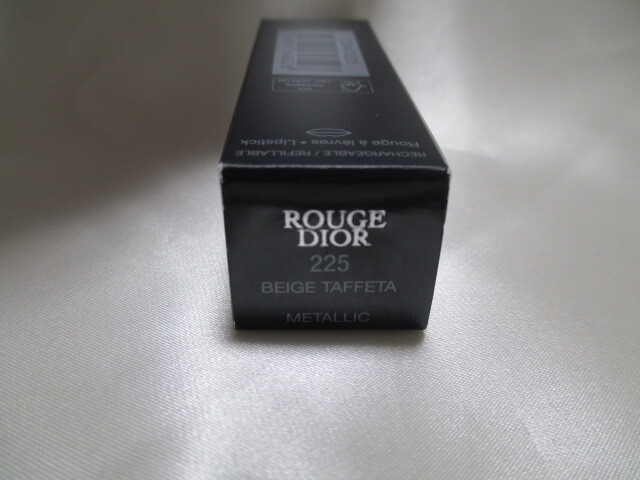 RECHARGEABLE / REFILLABLE
Rouge à lèvres • Lipstick
ROUGE
DIOR
225
BEIGE TAFFETA
METALLIC